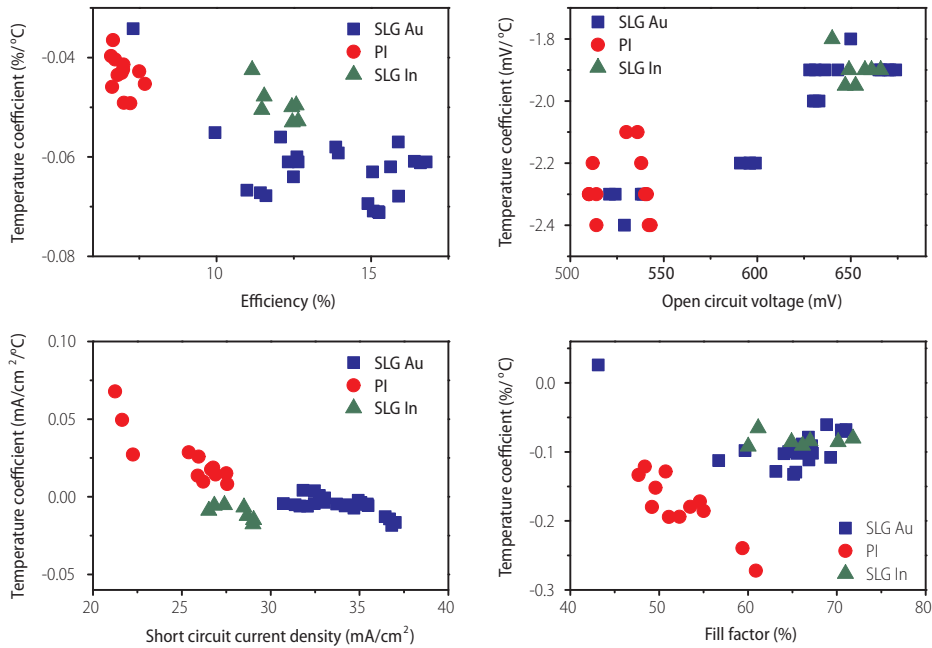 SLG Au
PI
SLG In
-0.04
-0.06
-0.08
10
15
Temperature coefficient (%/°C)
Efficiency (%)
SLG Au
PI
SLG In
-1.8
-2.0
-2.2
-2.4
500
550
600
650
Temperature coefficient (mV/°C)
Open circuit voltage (mV)
SLG Au
PI
SLG In
0.10
0.05
0.00
-0.05
20
25
30
35
40
Temperature coefficient (mA/cm²/°C)
Short circuit current density (mA/cm²)
0.0
-0.1
-0.2
-0.3
SLG Au
PI
SLG In
40
50
60
70
80
Temperature coefficient (%/°C)
Fill factor (%)